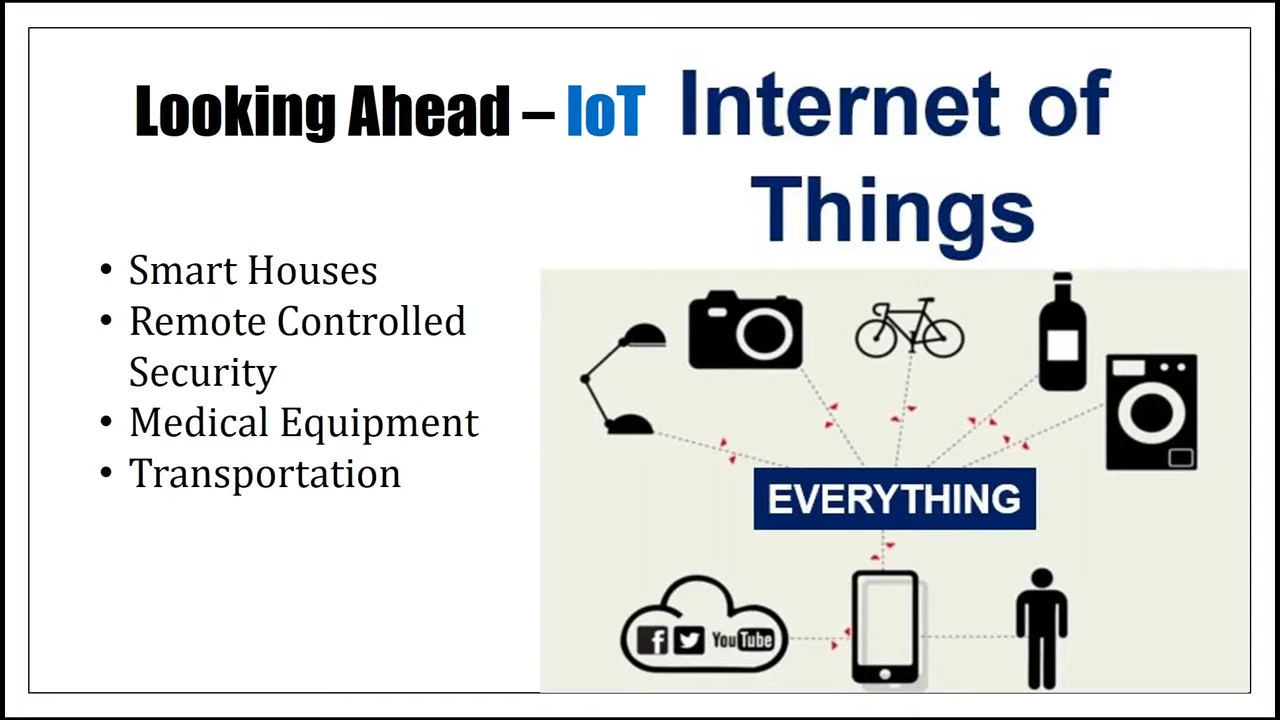 Looking Ahead – IoT Internet of
Things
• Smart Houses
• Remote Controlled
Security
• Medical Equipment
• Transportation
EVERYTHING
f YouTube